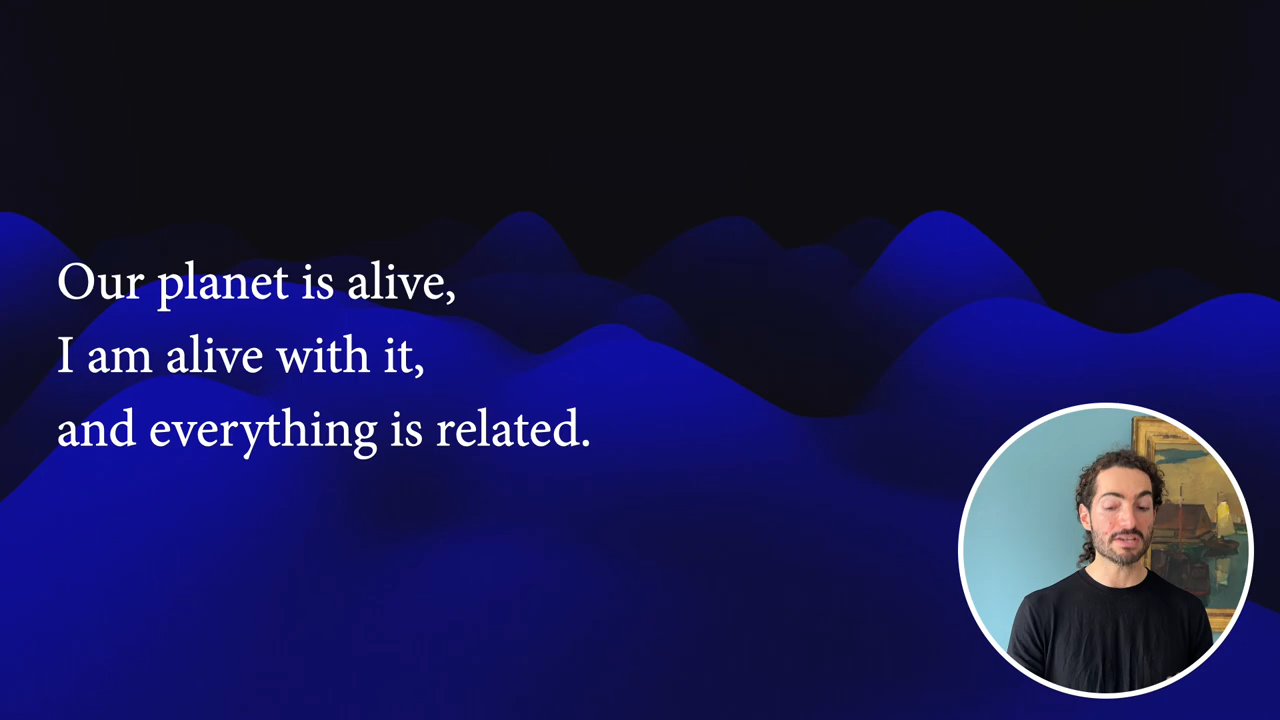 Our planet is alive,
I am alive with it,
and everything is related.